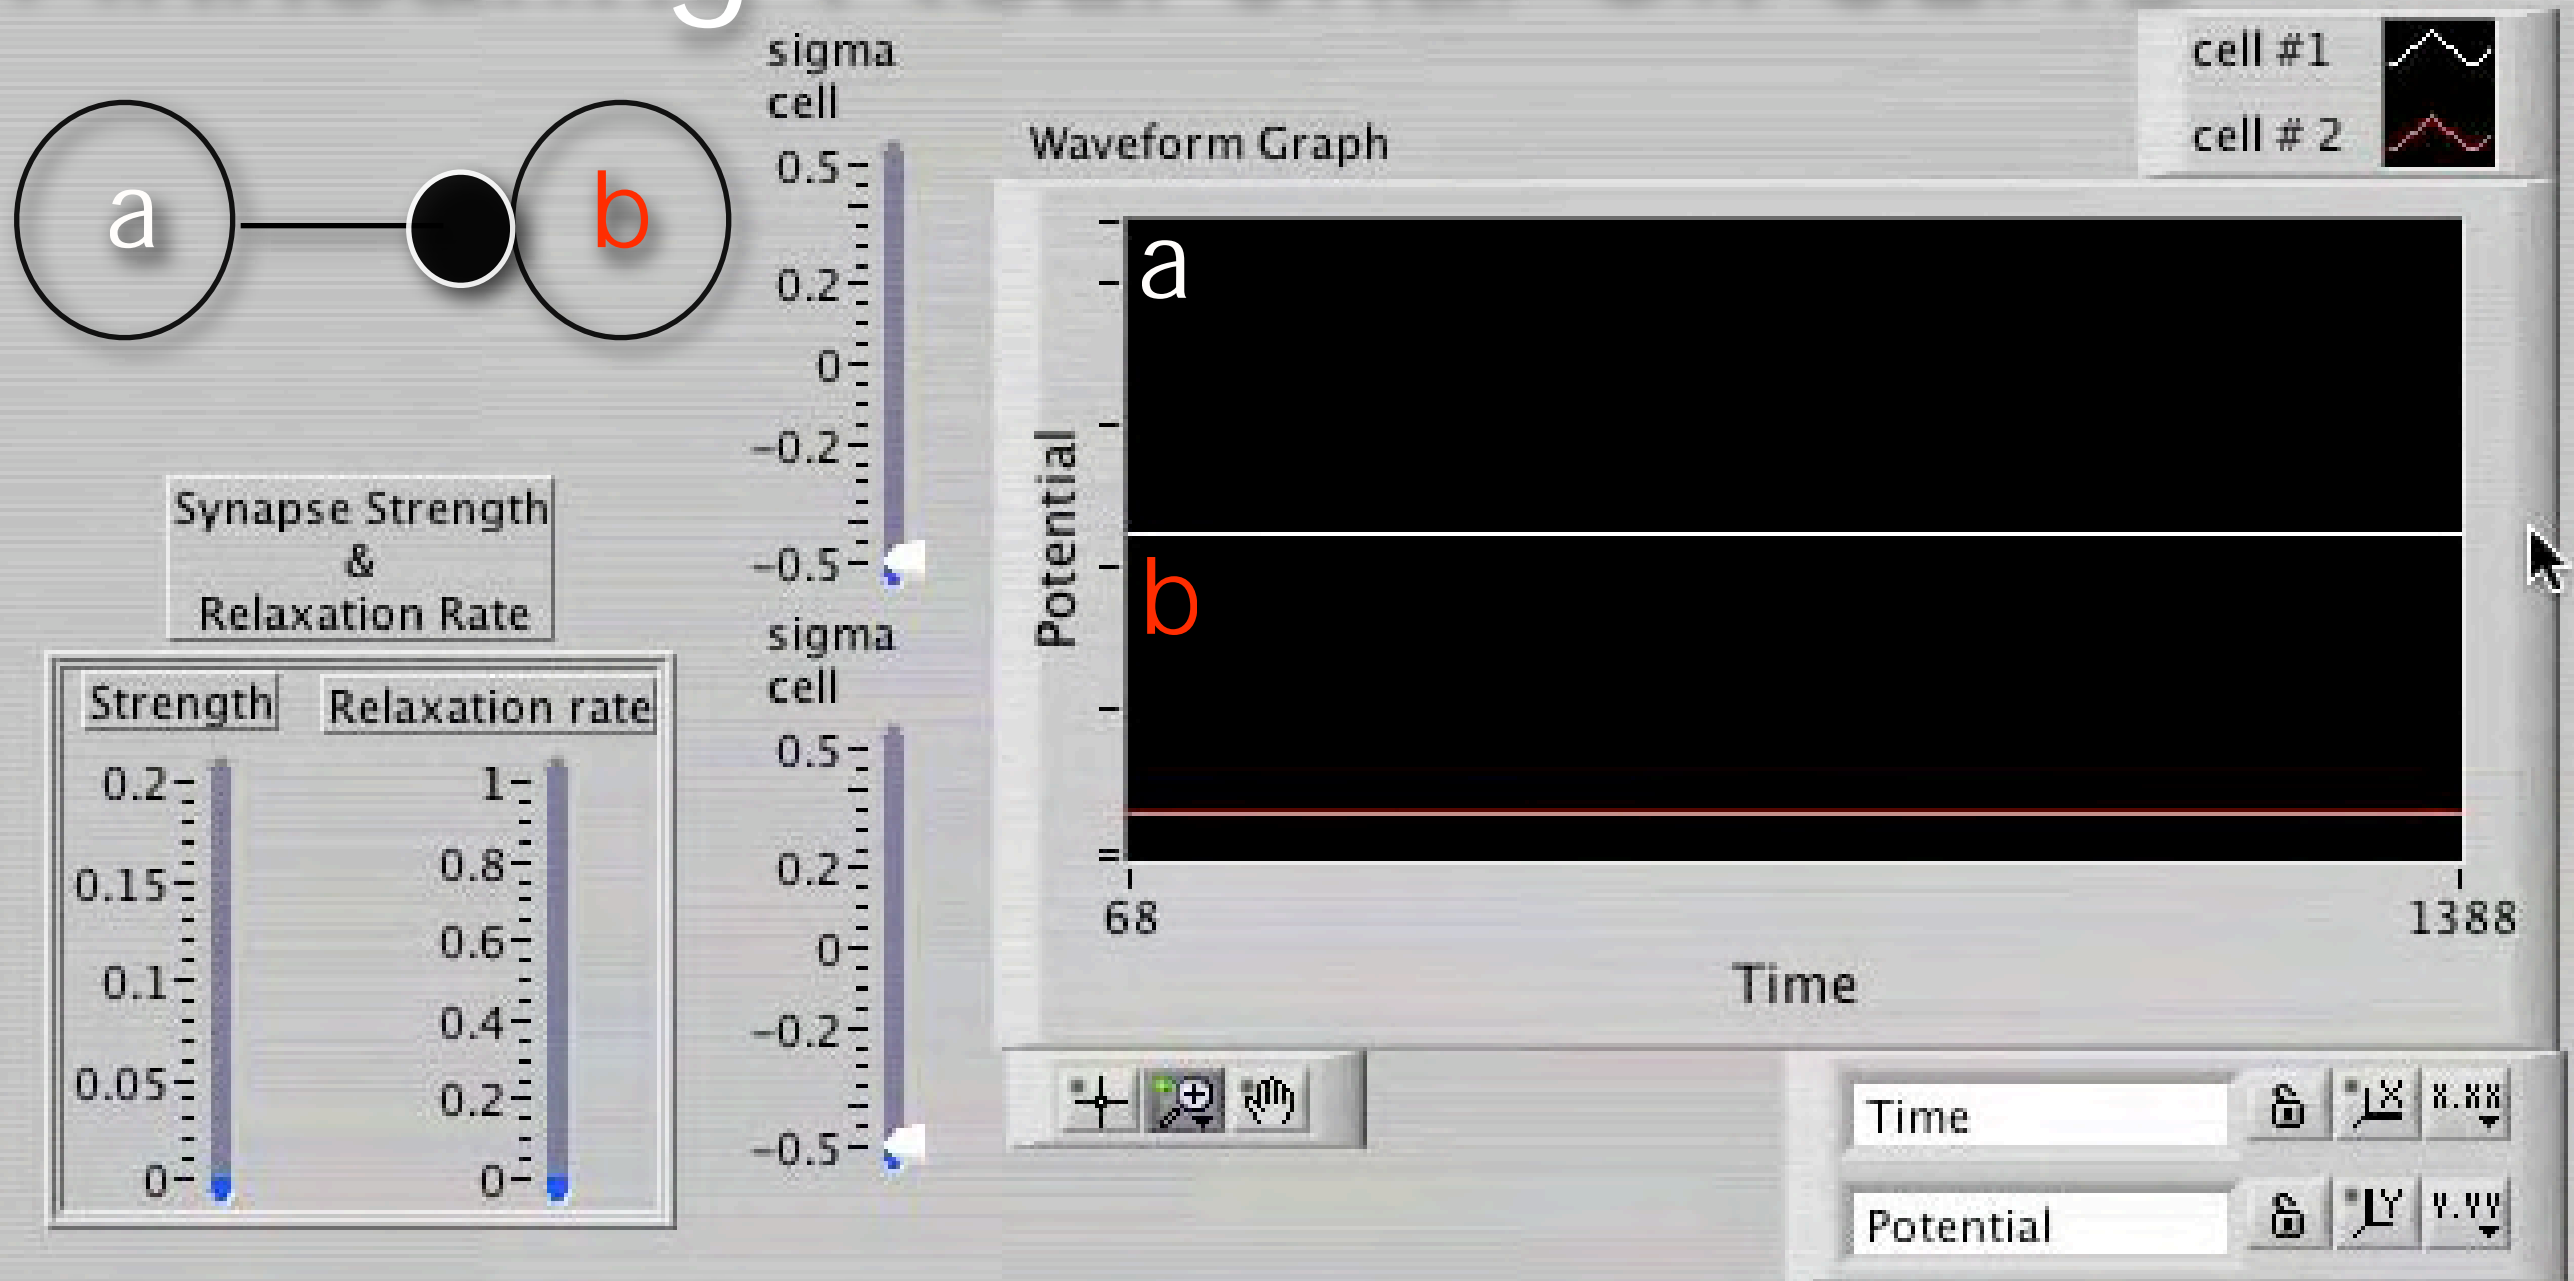 sigma
cell
cell #1
cell # 2
a
b
0.5
0.2
0
-0.2
-0.5
Waveform Graph
a
b
Potential
68
1388
Time
Synapse Strength
&
Relaxation Rate
Strength
Relaxation rate
0.2
0.15
0.1
0.05
0
1
0.8
0.6
0.4
0.2
0
sigma
cell
0.5
0.2
0
-0.2
-0.5
Time
X
X.XX
Potential
Y
Y.YY